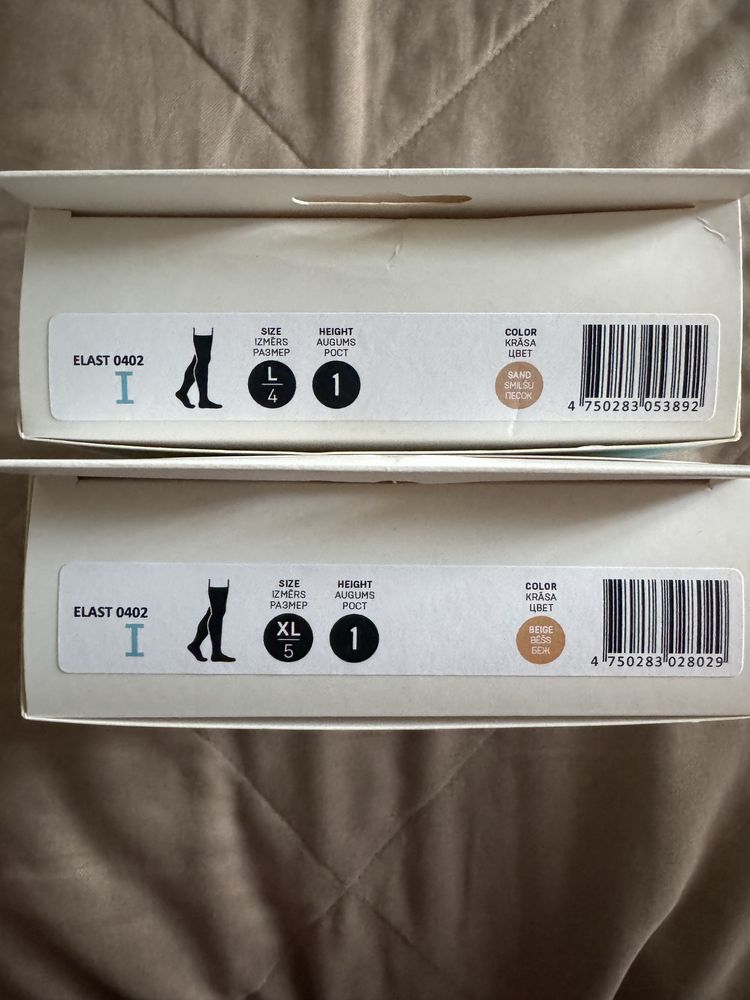 ELAST 0402
I
SIZE
IZMĒRS
РАЗМЕР
L
4
HEIGHT
AUGUMS
РОСТ
1
COLOR
KRĀSA
ЦВЕТ
SAND
SMILŠU
ПЕСОК
4 750283 053892
ELAST 0402
I
SIZE
IZMĒRS
РАЗМЕР
XL
5
HEIGHT
AUGUMS
РОСТ
1
COLOR
KRĀSA
ЦВЕТ
BEIGE
BĒŠS
БЕЖ
4 750283 028029